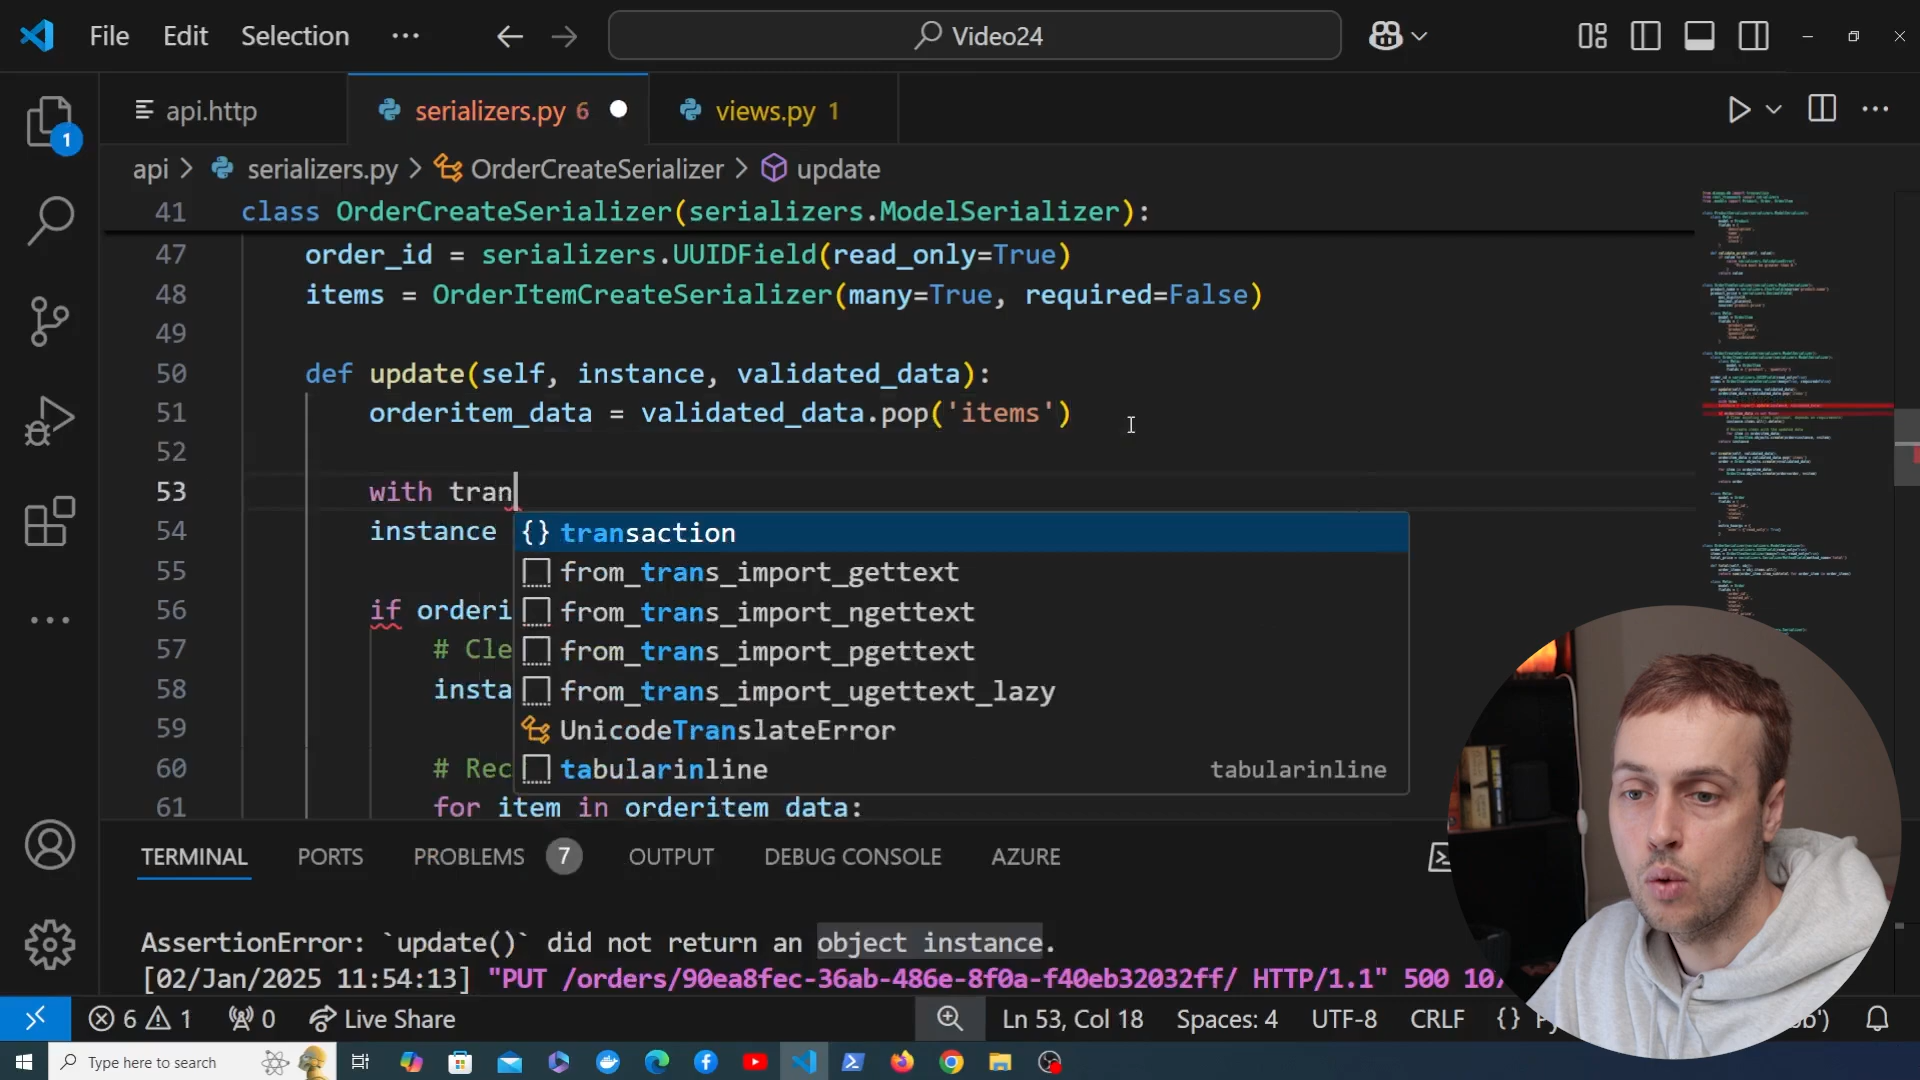 File Edit Selection ··· Video24
api.http serializers.py 6 views.py 1
api > serializers.py > OrderCreateSerializer > update
41 class OrderCreateSerializer(serializers.ModelSerializer):
47 order_id = serializers.UUIDField(read_only=True)
48 items = OrderItemCreateSerializer(many=True, required=False)
49
50 def update(self, instance, validated_data):
51 orderitem_data = validated_data.pop('items')
52
53 with tran
54 instance
{} transaction
55
from_trans_import_gettext
56 if orderi
from_trans_import_ngettext
57 # Cle
from_trans_import_pgettext
58 insta
from_trans_import_ugettext_lazy
59
UnicodeTranslateError
60 # Rec
tabularinline tabularinline
61 for item in orderitem_data:
1
TERMINAL PORTS PROBLEMS 7 OUTPUT DEBUG CONSOLE AZURE
AssertionError: `update()` did not return an object instance.
[02/Jan/2025 11:54:13] "PUT /orders/90ea8fec-36ab-486e-8f0a-f40eb32032ff/ HTTP/1.1" 500
6 1 0 Live Share Ln 53, Col 18 Spaces: 4 UTF-8 CRLF {}
Type here to search